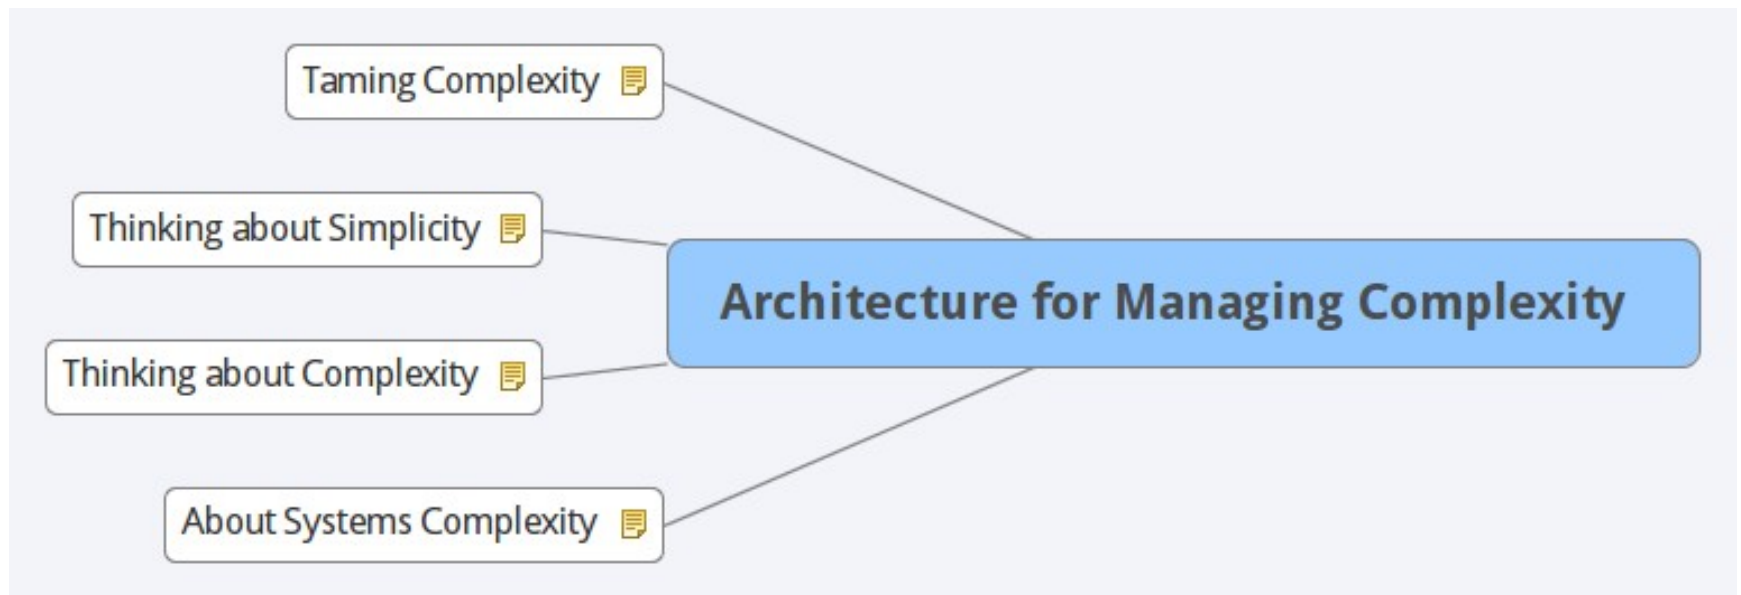 Taming Complexity
Thinking about Simplicity
Architecture for Managing Complexity
Thinking about Complexity
About Systems Complexity